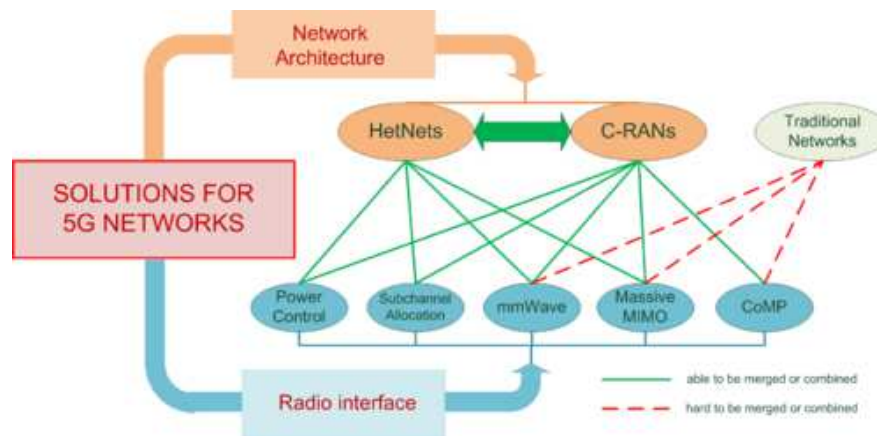 Network
Architecture
HetNets
C-RANs
Traditional
Networks
SOLUTIONS FOR
5G NETWORKS
Power
Control
Subchannel
Allocation
mmWave
Massive
MIMO
CoMP
Radio interface
able to be merged or combined
hard to be merged or combined